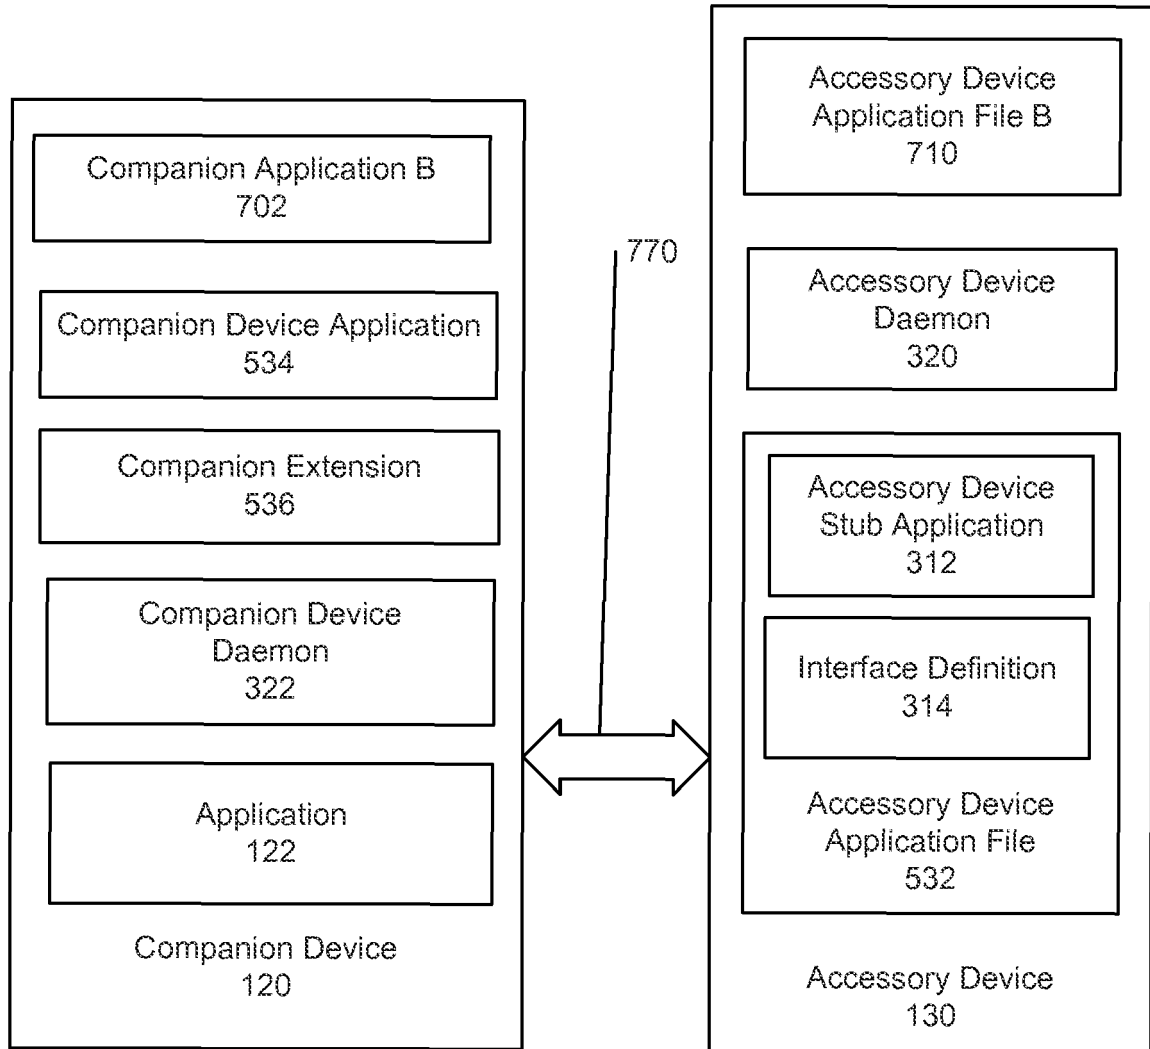 Companion Application B
702
Companion Device Application
534
Companion Extension
536
Companion Device
Daemon
322
Application
122
Companion Device
120
770
Accessory Device
Application File B
710
Accessory Device
Daemon
320
Accessory Device
Stub Application
312
Interface Definition
314
Accessory Device
Application File
532
Accessory Device
130